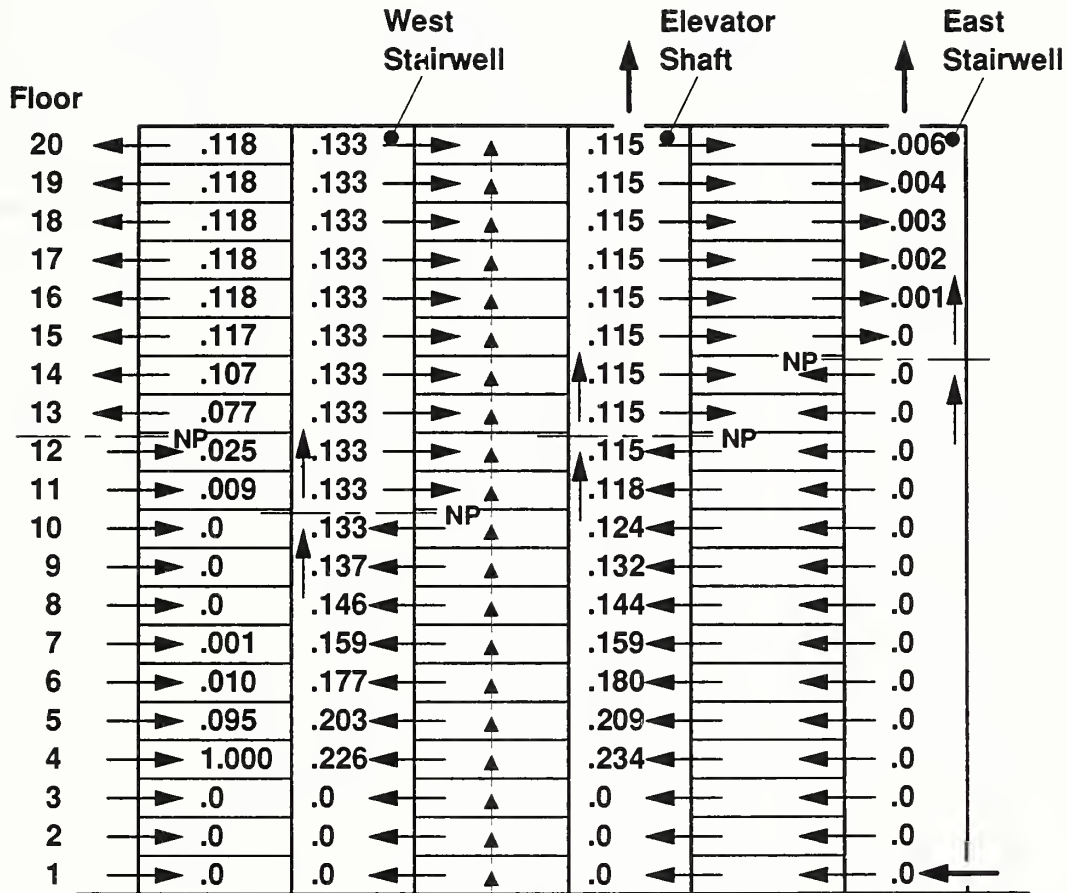 West Stairwell
Elevator Shaft
East Stairwell
Floor
20 .118 .133 .115 .006
19 .118 .133 .115 .004
18 .118 .133 .115 .003
17 .118 .133 .115 .002
16 .118 .133 .115 .001
15 .117 .133 .115 .0
NP
14 .107 .133 .115 .0
13 .077 .133 .115 .0
NP NP
12 .025 .133 .115 .0
11 .009 .133 .118 .0
NP
10 .0 .133 .124 .0
9 .0 .137 .132 .0
8 .0 .146 .144 .0
7 .001 .159 .159 .0
6 .010 .177 .180 .0
5 .095 .203 .209 .0
4 1.000 .226 .234 .0
3 .0 .0 .0 .0
2 .0 .0 .0 .0
1 .0 .0 .0 .0